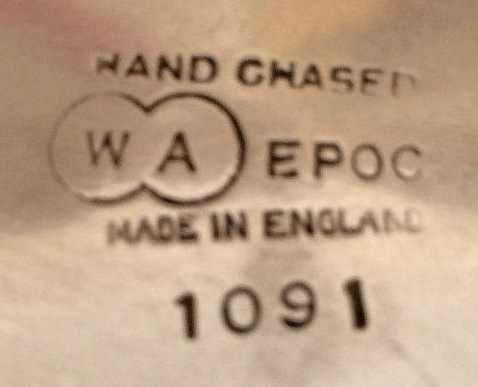 HAND CHASED
W A EPOC
MADE IN ENGLAND
1091